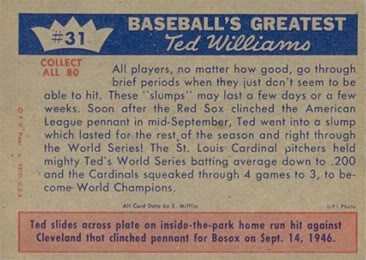 #31
BASEBALL'S GREATEST
Ted Williams
COLLECT
ALL 80
All players, no matter how good, go through
brief periods when they just don't seem to be
able to hit. These "slumps" may last a few days or a few
weeks. Soon after the Red Sox clinched the American
League pennant in mid-September, Ted went into a slump
which lasted for the rest of the season and right through
the World Series! The St. Louis Cardinal pitchers held
mighty Ted's World Series batting average down to .200
and the Cardinals squeaked through 4 games to 3, to be-
come World Champions.
All Card Data by Z. Mifflin
UPI Photo
Ted slides across plate on inside-the-park home run hit against
Cleveland that clinched pennant for Bosox on Sept. 14, 1946.